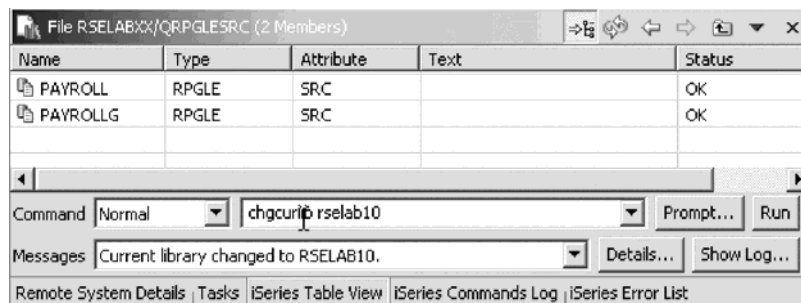 File RSELABXX/QRPGLESRC (2 Members)
Name Type Attribute Text Status
PAYROLL RPGLE SRC OK
PAYROLLG RPGLE SRC OK
Command Normal chgcurlib rselab10 Prompt... Run
Messages Current library changed to RSELAB10. Details... Show Log...
Remote System Details Tasks iSeries Table View iSeries Commands Log iSeries Error List